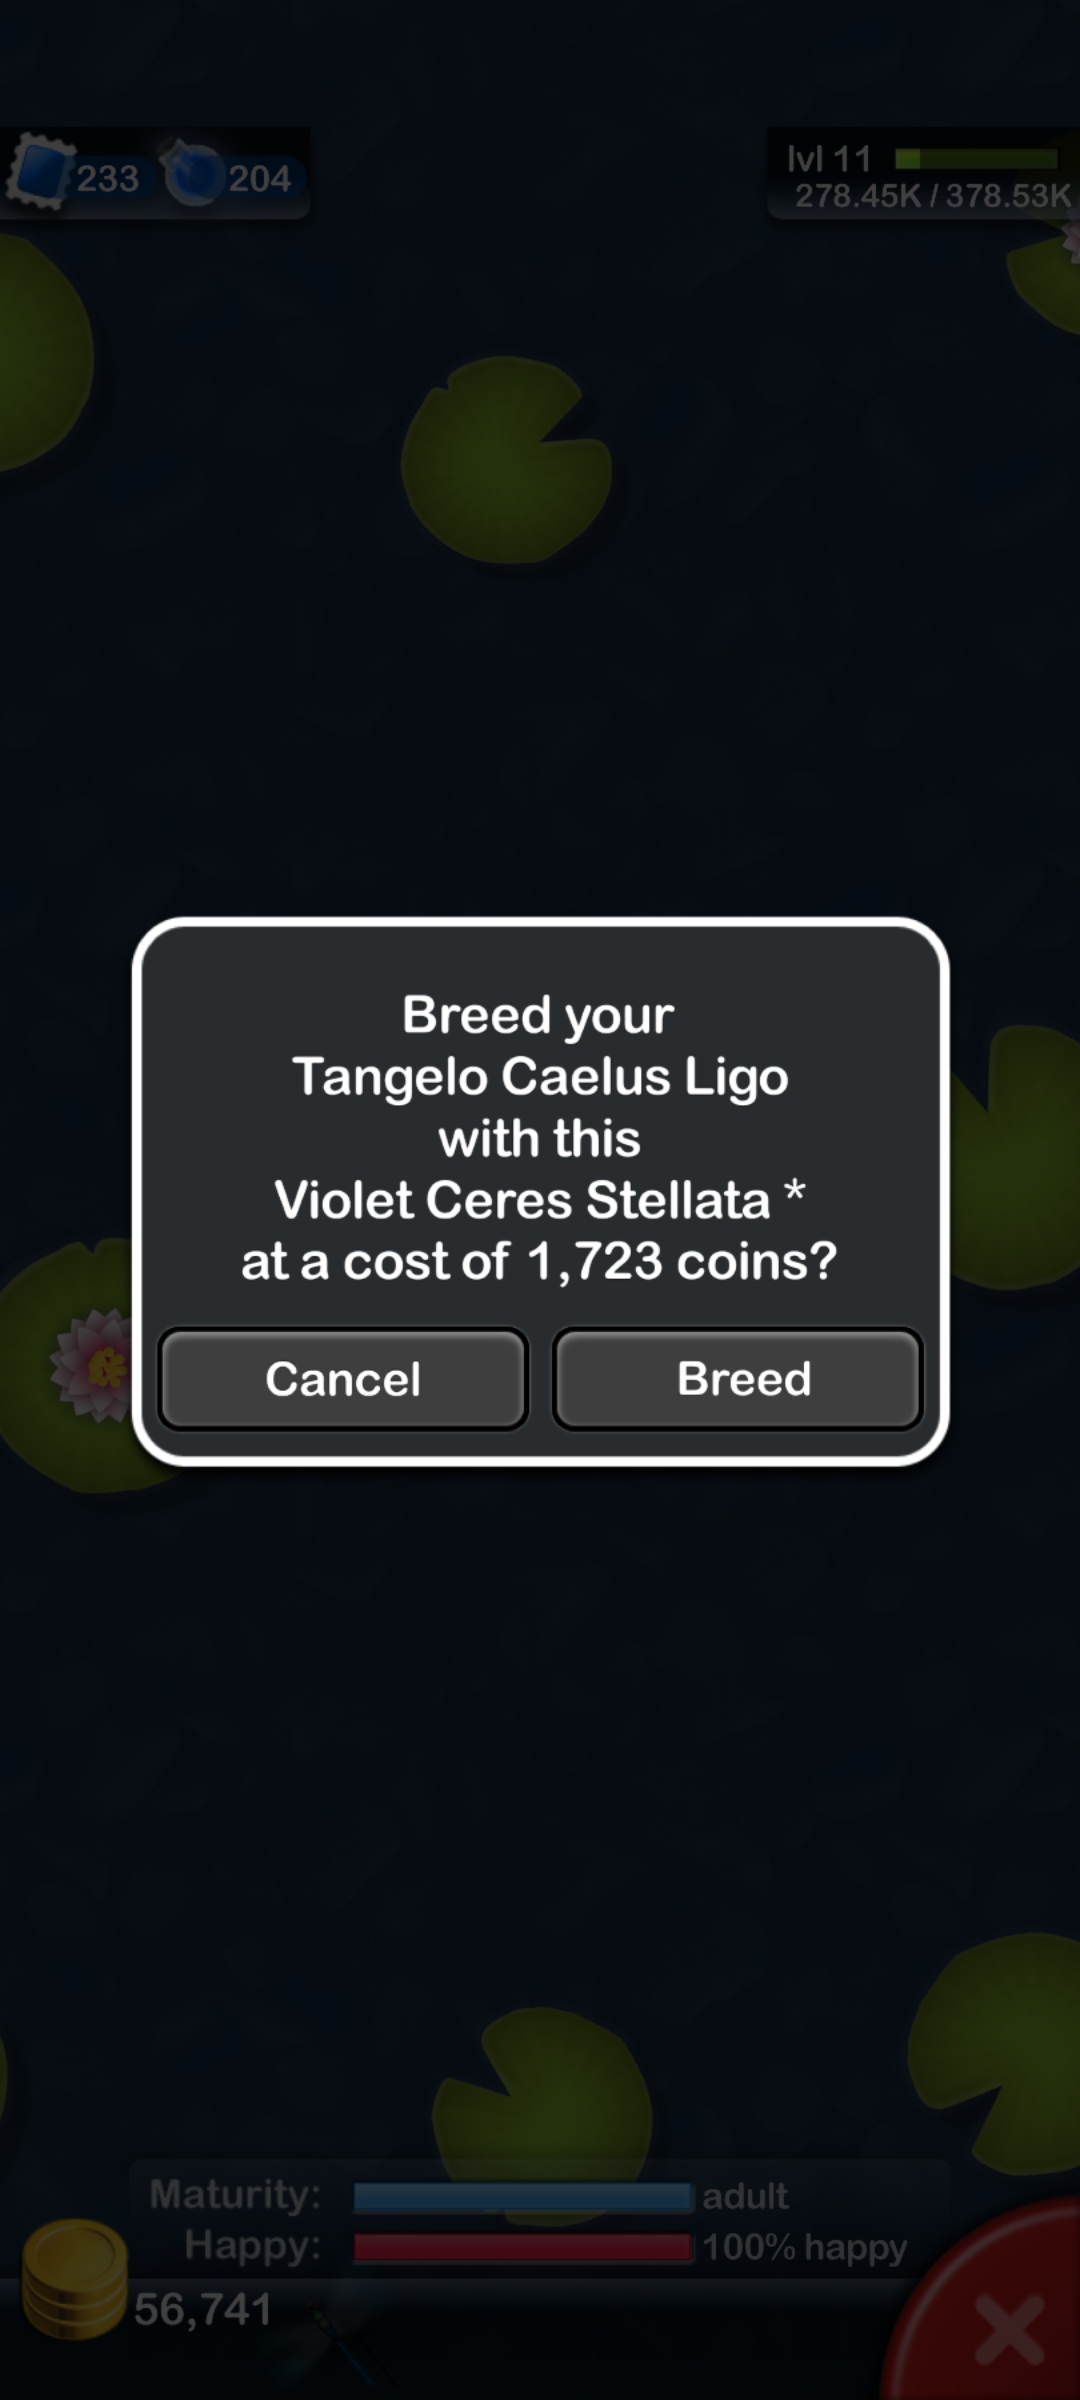 233
204
lvl 11
278.45K / 378.53K
Breed your
Tangelo Caelus Ligo
with this
Violet Ceres Stellata *
at a cost of 1,723 coins?
Cancel
Breed
Maturity:
adult
Happy:
100% happy
56,741